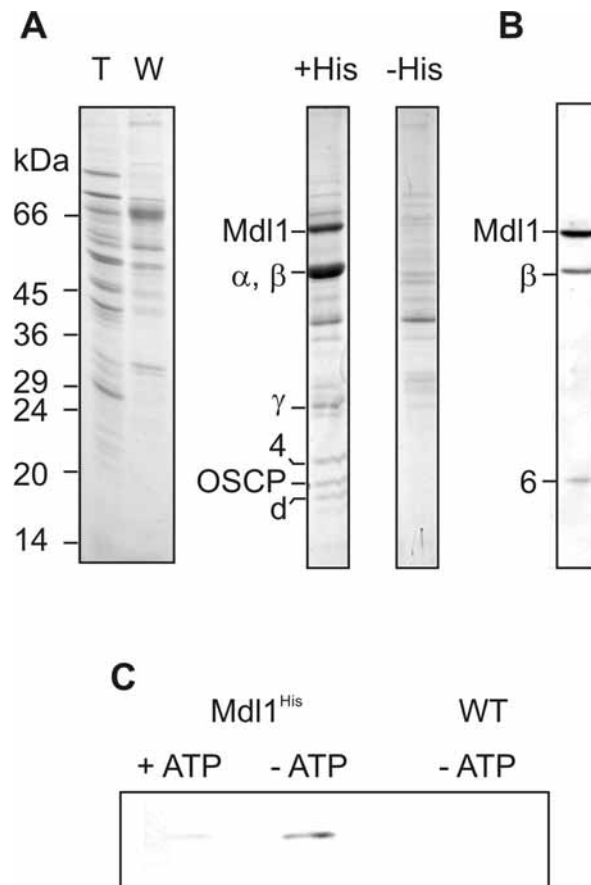 A
B
T W
+His -His
kDa
66
45
36
29
24
20
14
Mdl1
α, β
γ
4
OSCP
d
Mdl1
β
6
C
Mdl1His WT
+ ATP - ATP - ATP